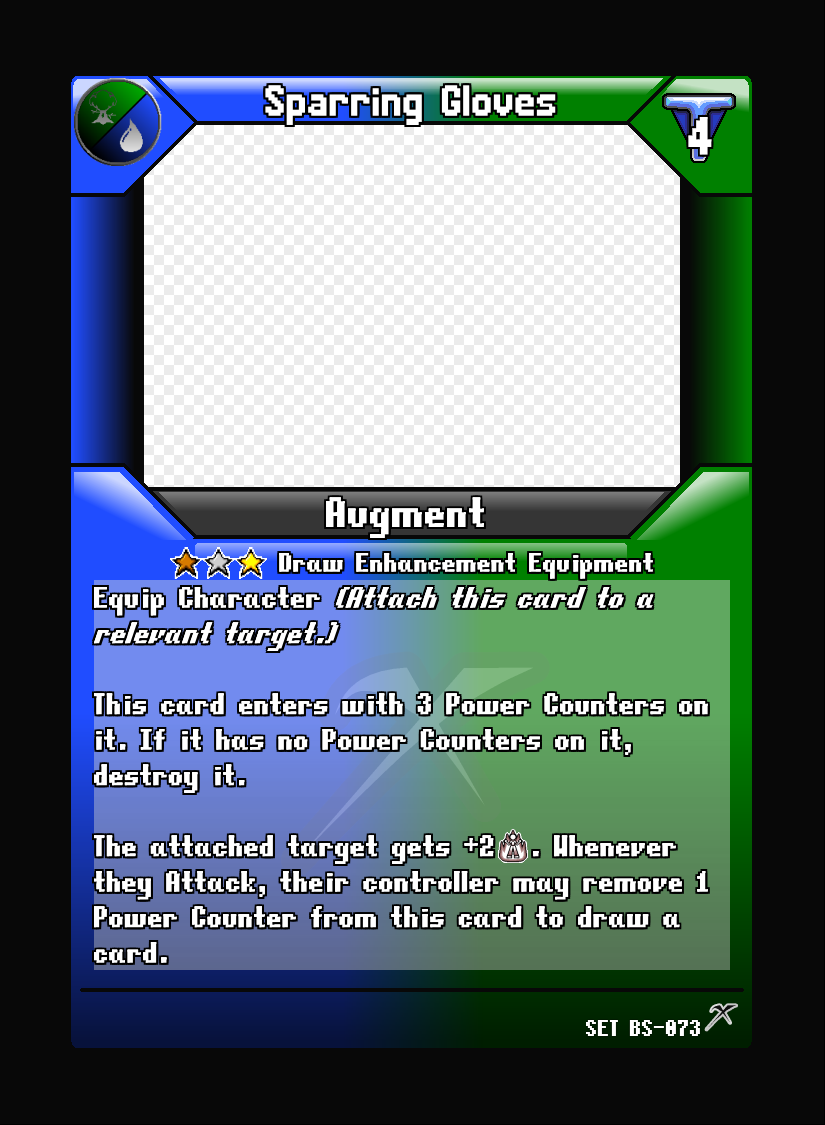 Sparring Gloves
4
Augment
Draw Enhancement Equipment
Equip Character (Attach this card to a
relevant target.)
This card enters with 3 Power Counters on
it. If it has no Power Counters on it,
destroy it.
The attached target gets +2. Whenever
they Attack, their controller may remove 1
Power Counter from this card to draw a
card.
SET BS-073